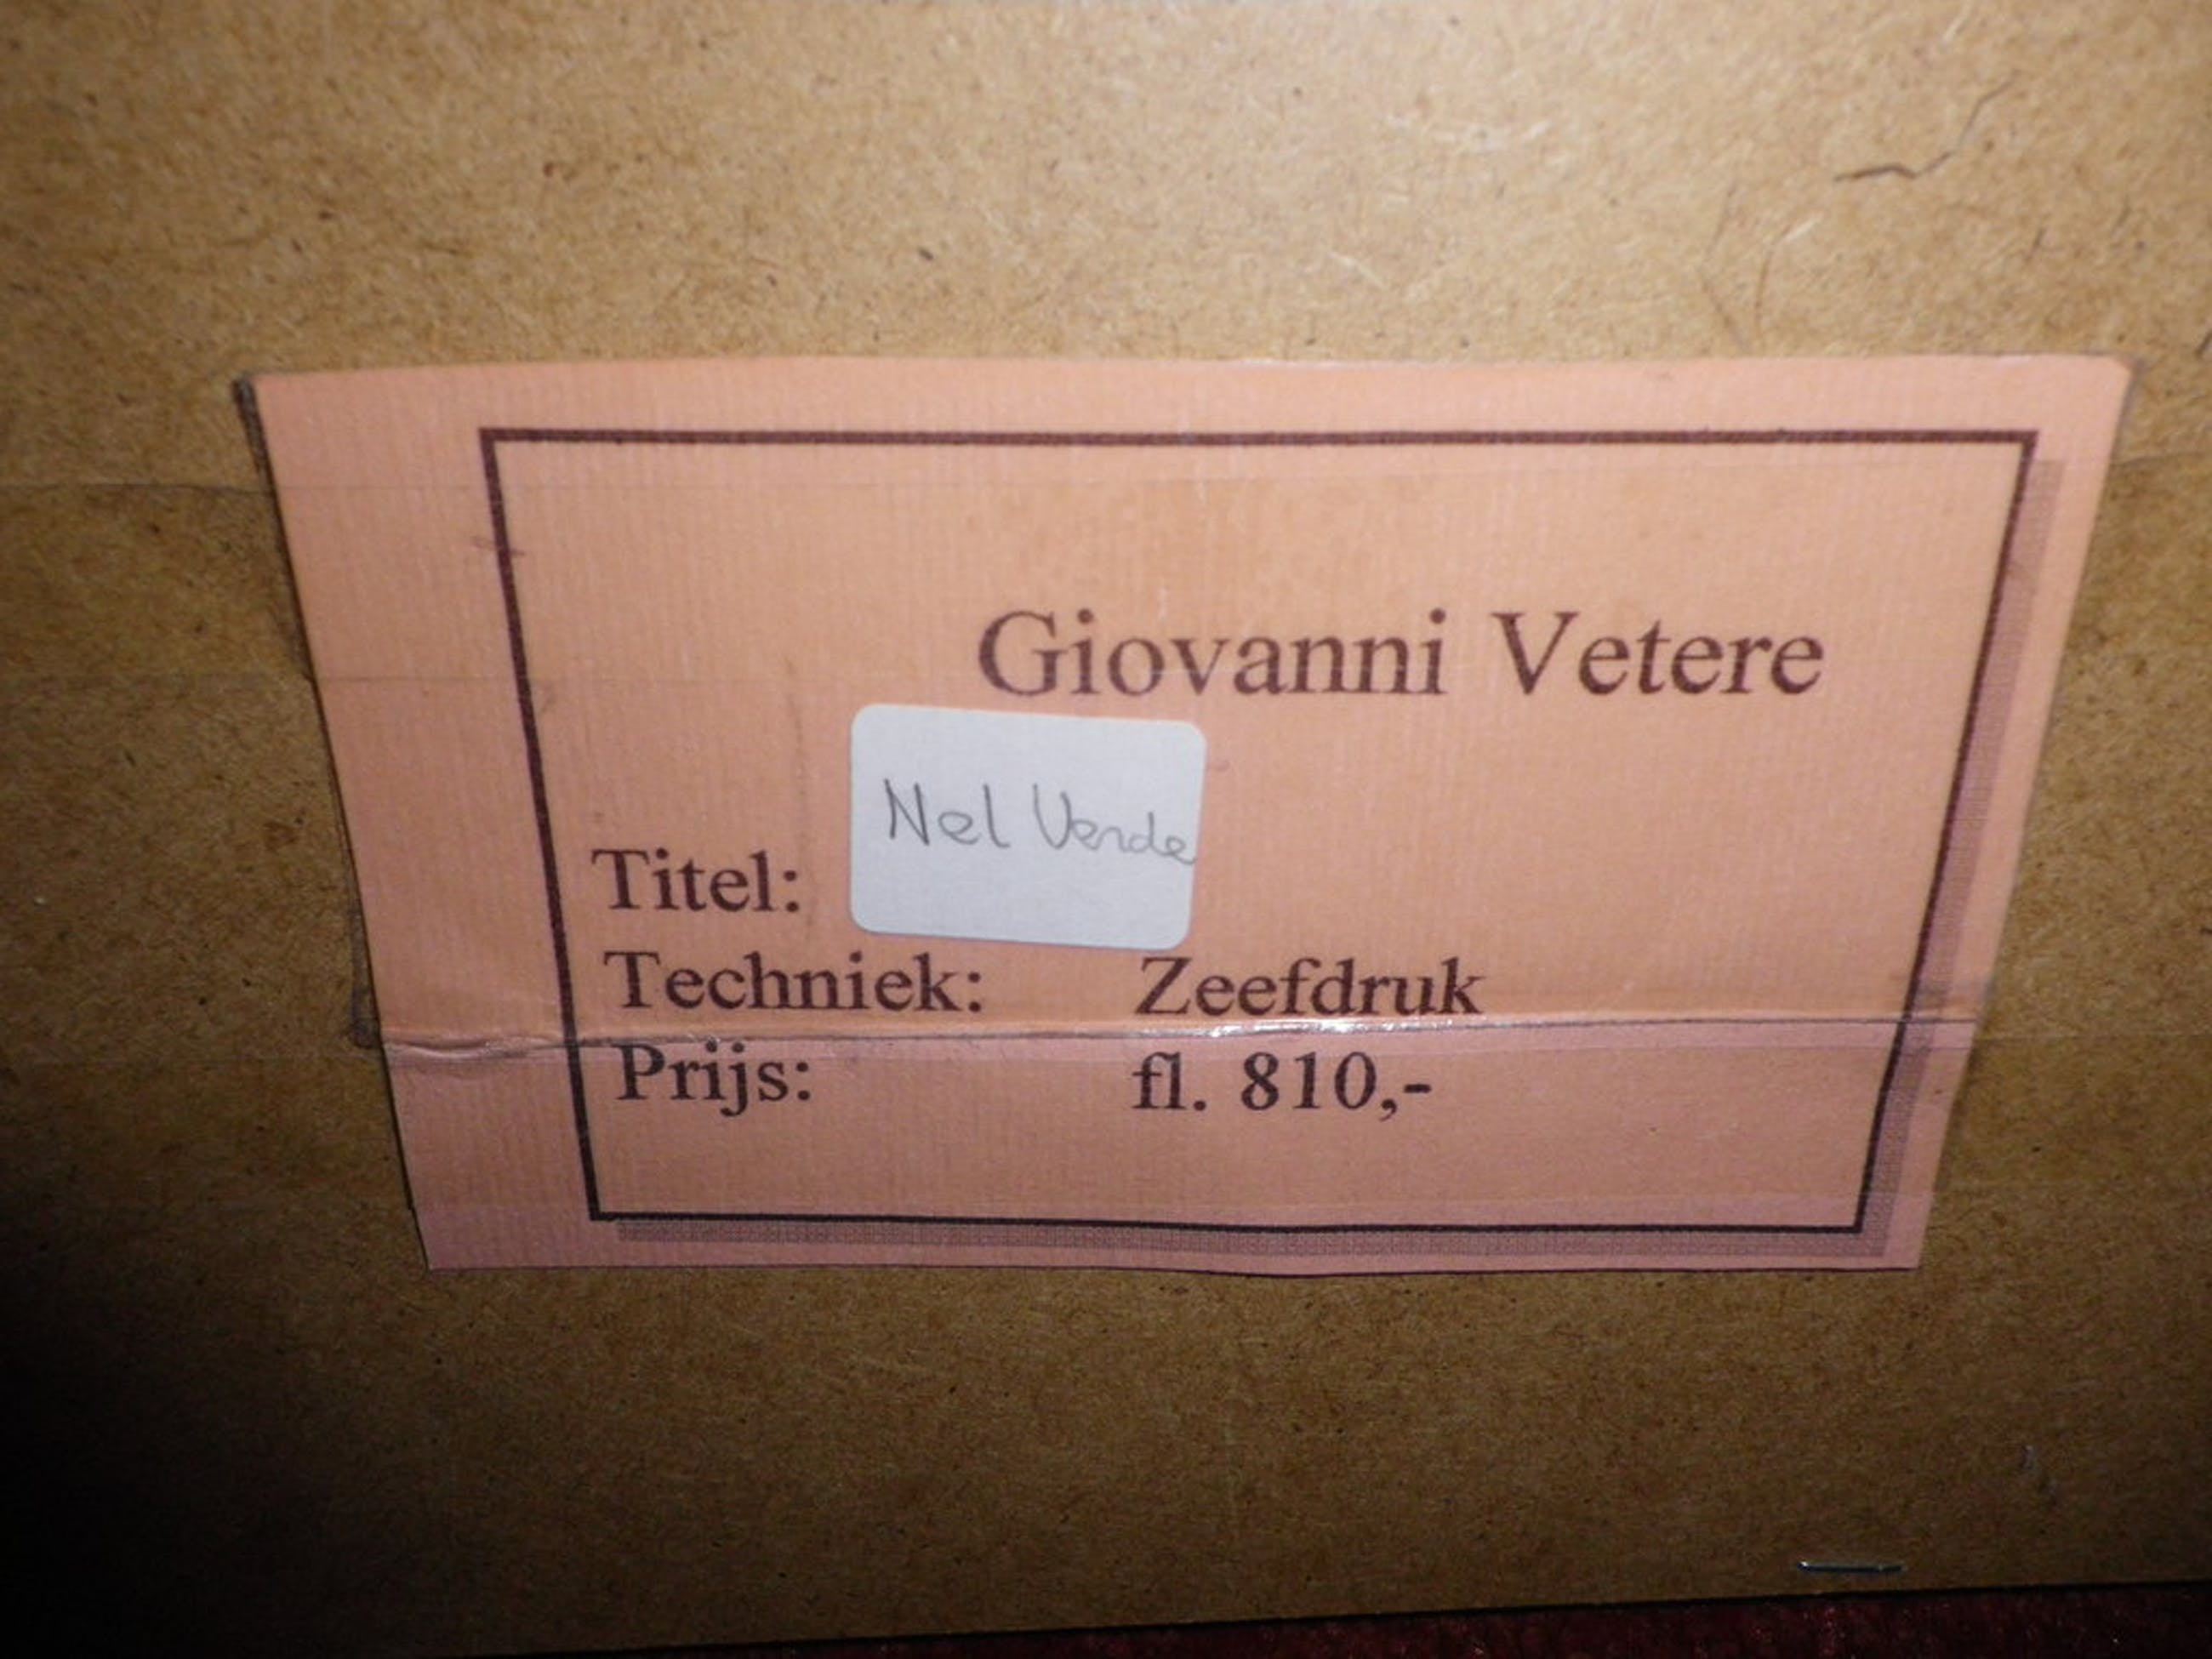 Giovanni Vetere
Titel: Nel Verde
Techniek: Zeefdruk
Prijs: fl. 810,-